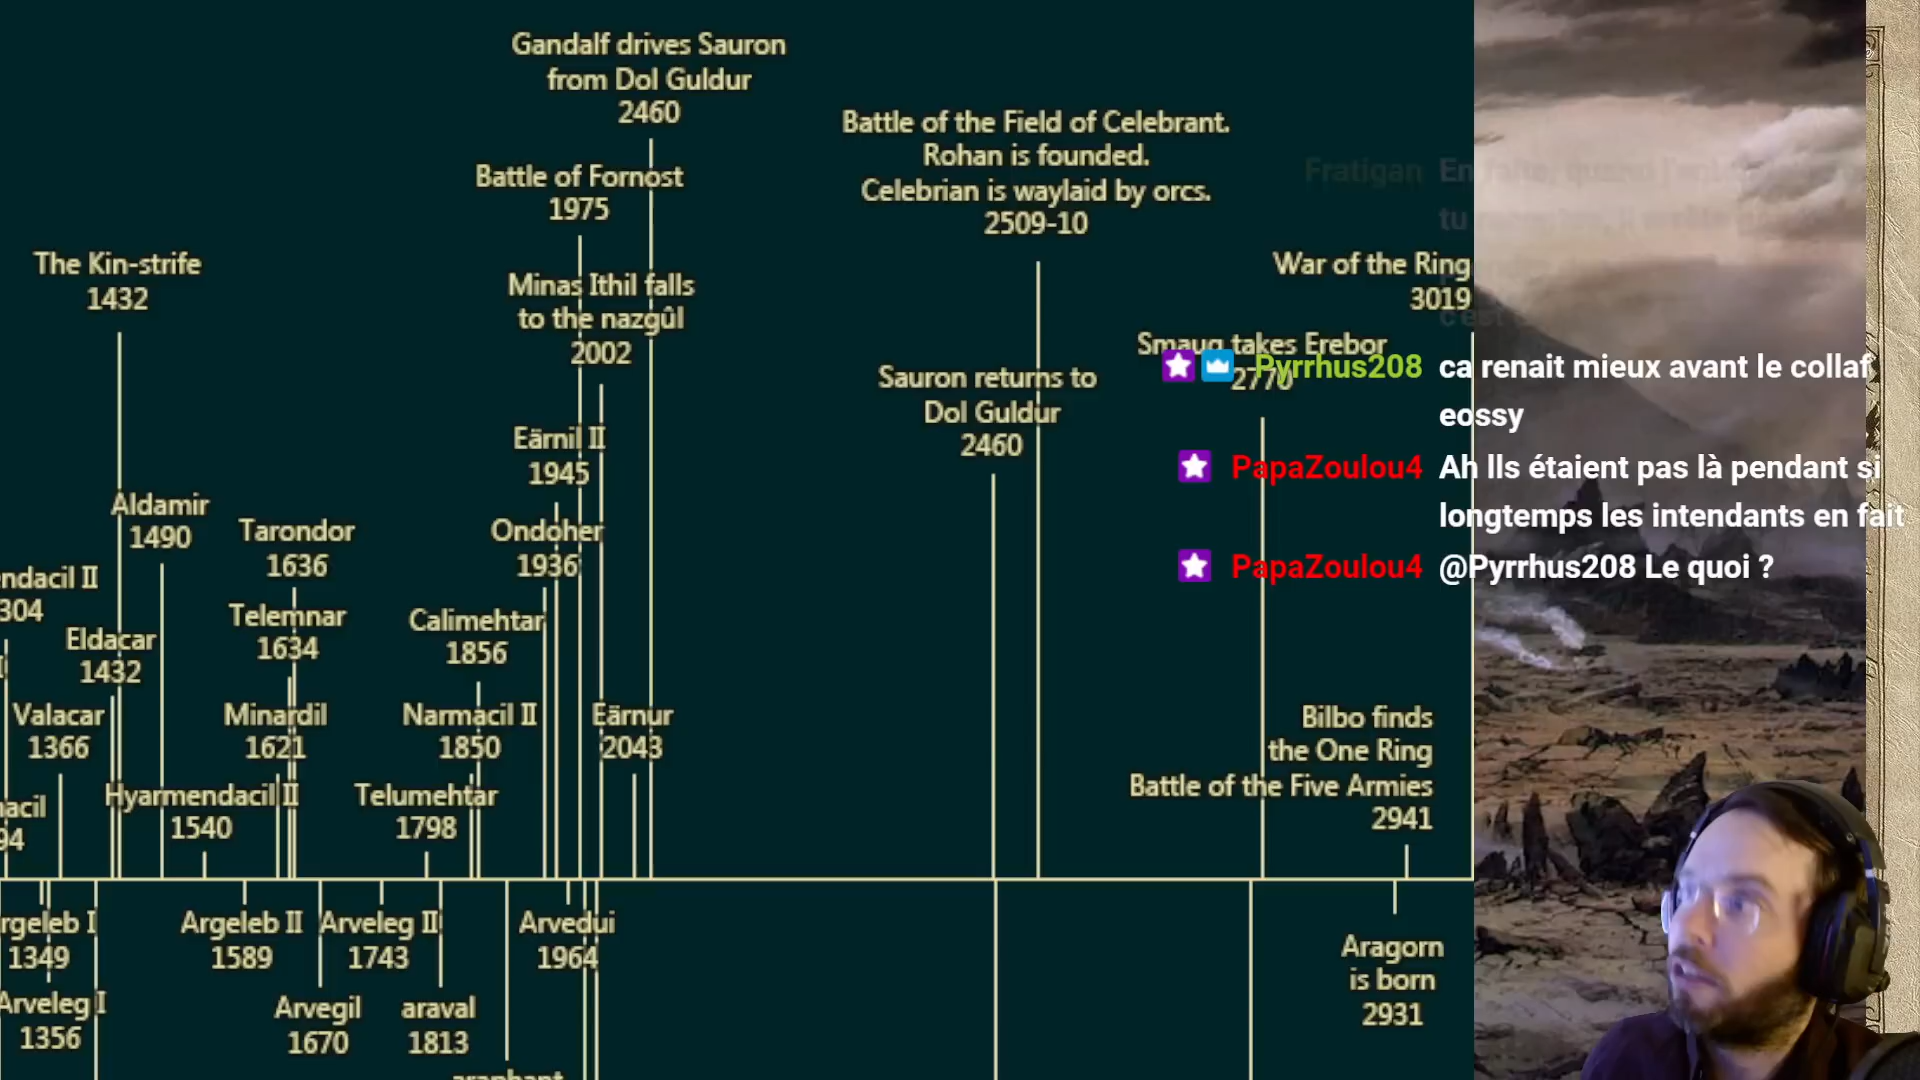 Gandalf drives Sauron
from Dol Guldur
2460
Battle of the Field of Celebrant.
Rohan is founded.
Celebrian is waylaid by orcs.
2509-10
Battle of Fornost
1975
Fratigan
tu
The Kin-strife
1432
Minas Ithil falls
to the nazgûl
2002
War of the Ring
3019
Smaug takes Erebor
2770
Sauron returns to
Dol Guldur
2460
Pyrrhus208 ca renait mieux avant le collaf
eossy
PapaZoulou4 Ah Ils étaient pas là pendant si
longtemps les intendants en fait
PapaZoulou4 @Pyrrhus208 Le quoi ?
Eärnil II
1945
Aldamir
1490
Tarondor
1636
Ondoher
1936
ndacil II
304
Telemnar
1634
Calimehtar
1856
Eldacar
1432
Valacar
1366
Minardil
1621
Narmacil II
1850
Eärnur
2043
Bilbo finds
the One Ring
Battle of the Five Armies
2941
nacil
94
Hyarmendacil II
1540
Telumehtar
1798
rgeleb I
1349
Argeleb II
1589
Arveleg II
1743
Arvedui
1964
Aragorn
is born
2931
Arveleg I
1356
Arvegil
1670
araval
1813
araphant